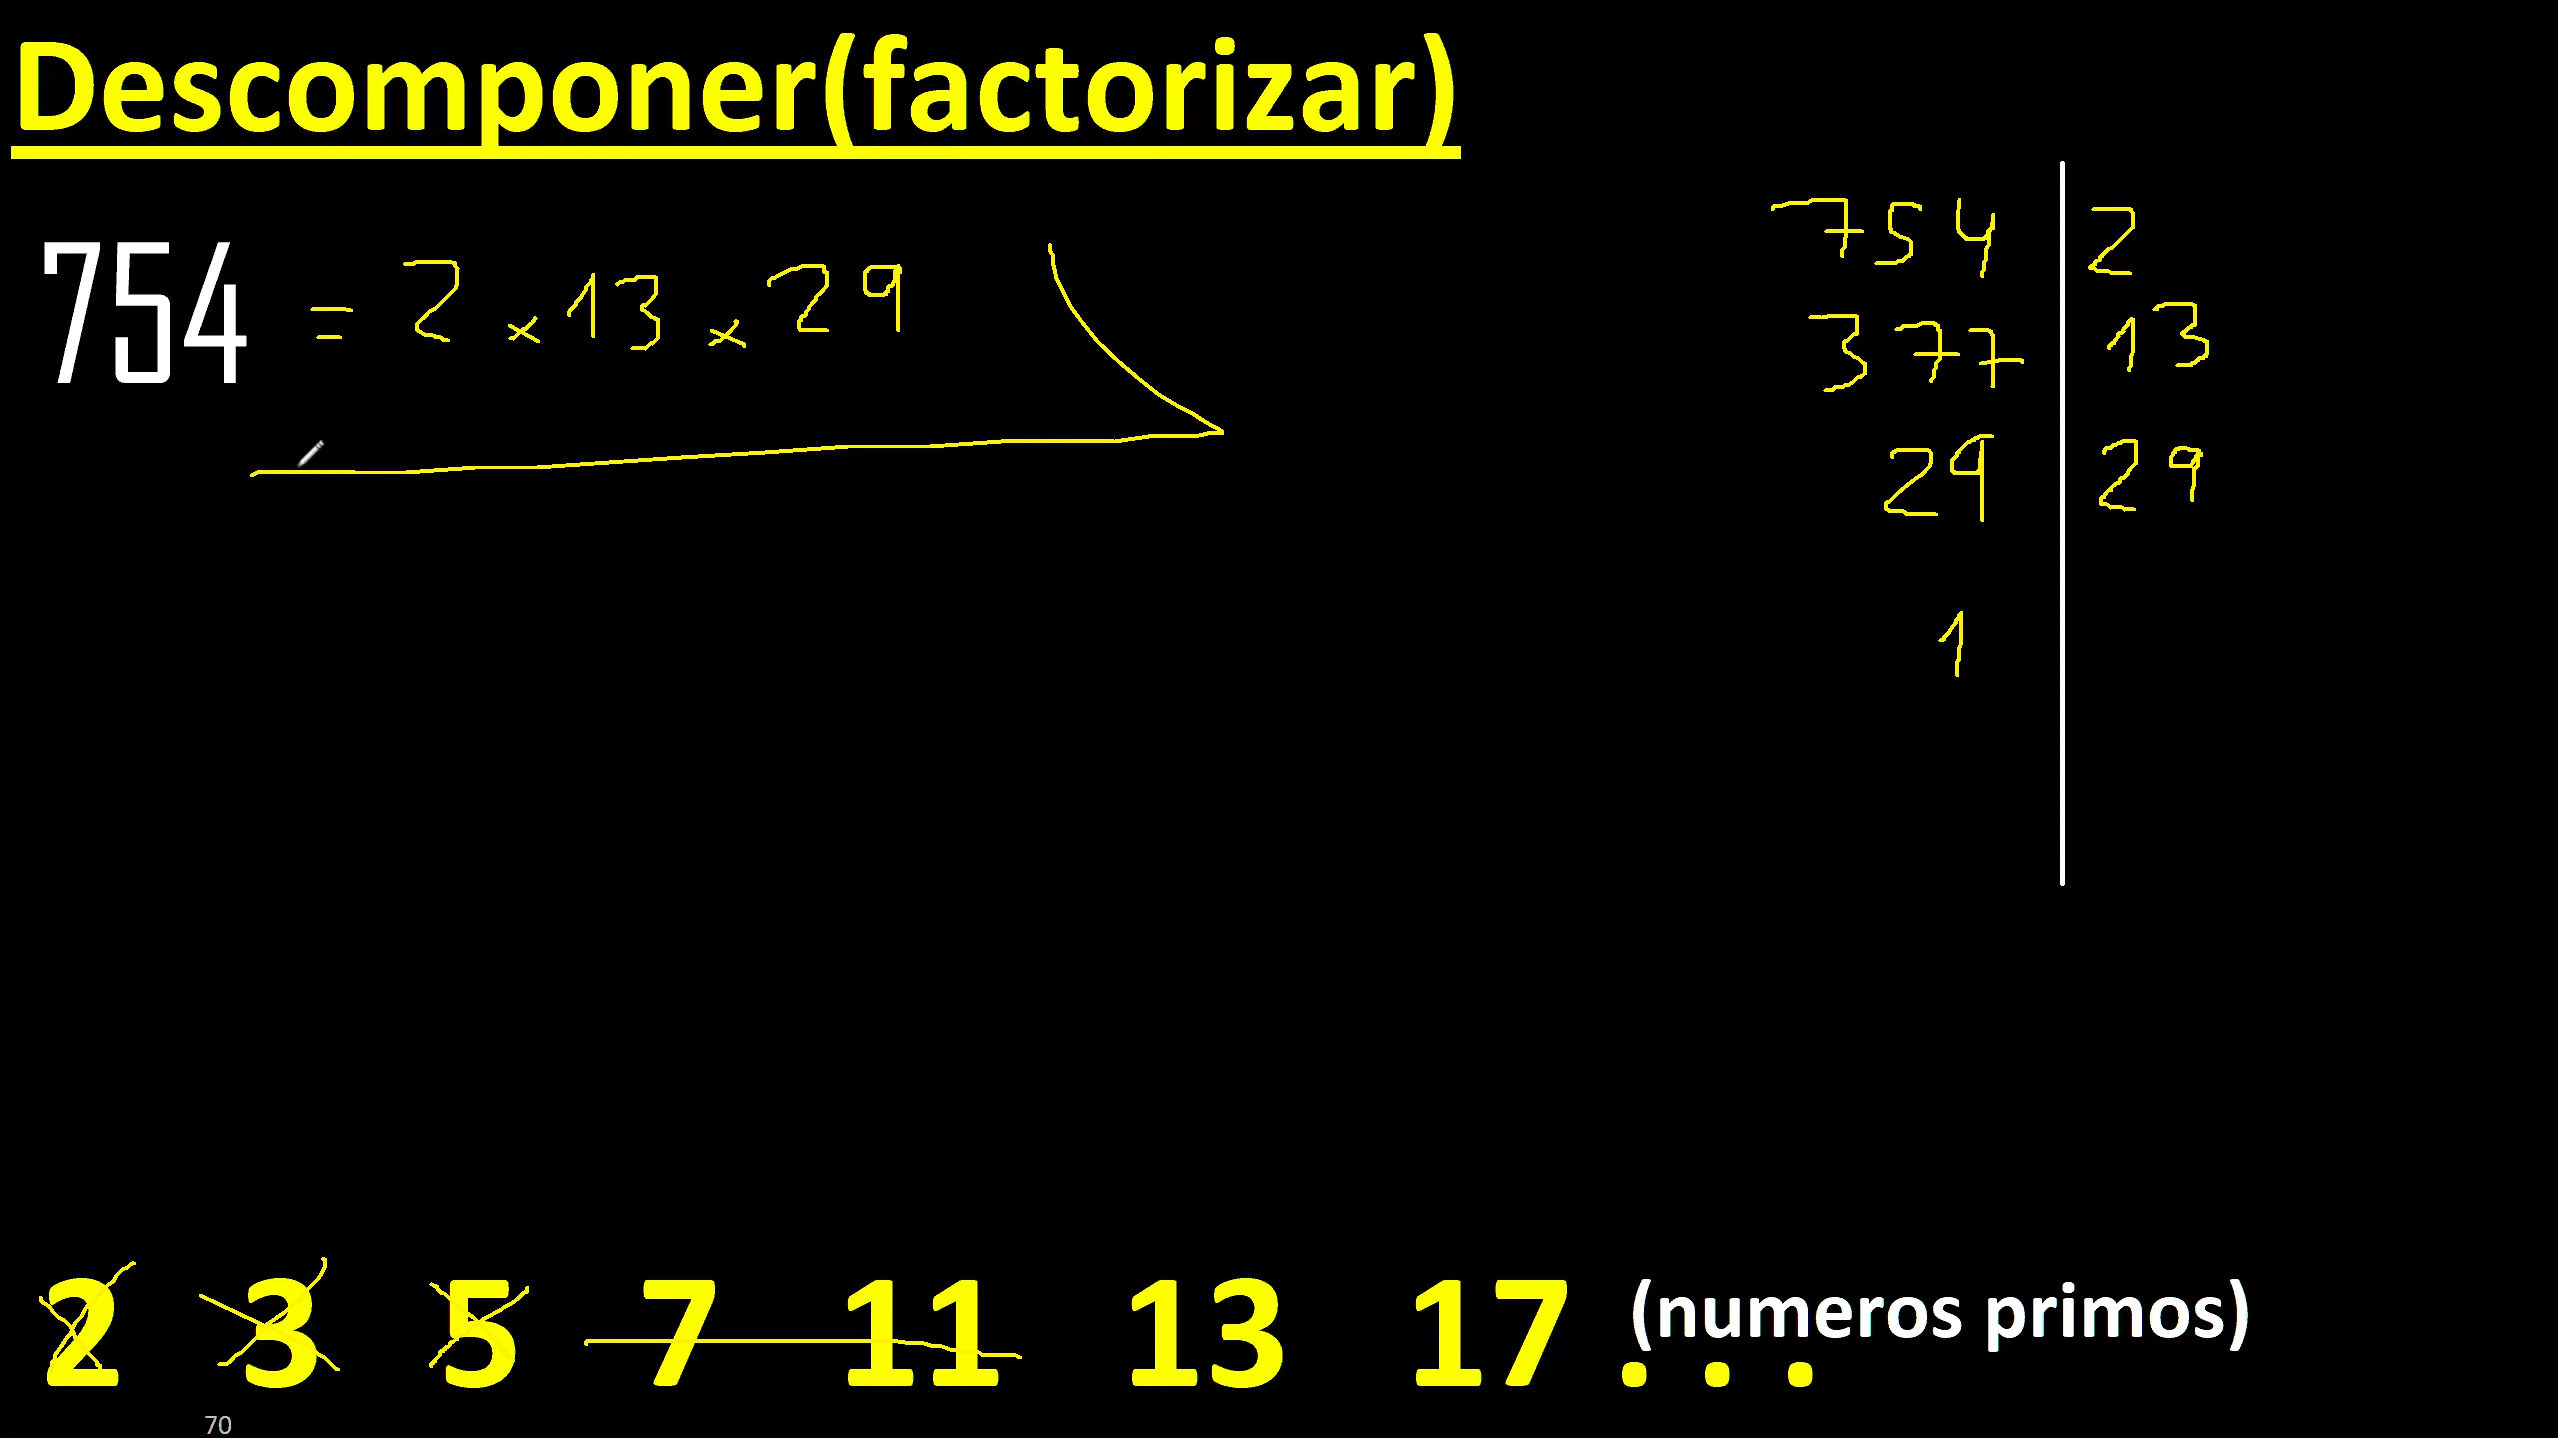 Descomponer(factorizar)
754 = 2 x 13 x 29
754 | 2
377 | 13
29 | 29
1
2 3 5 7 11 13 17 ... (numeros primos)
70